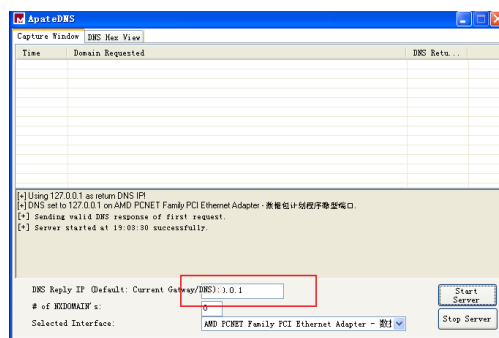 ApateDNS
Capture Window DNS Hex View
Time Domain Requested DNS Retu...
[+] Using 127.0.0.1 as return DNS IP!
[+] DNS set to 127.0.0.1 on AMD PCNET Family PCI Ethernet Adapter - 数据包计划程序微型端口.
[+] Sending valid DNS response of first request.
[+] Server started at 19:03:30 successfully.
DNS Reply IP (Default: Current Gatway/DNS): ).0.1
Start Server
# of NXDOMAIN's: 0
Selected Interface: AMD PCNET Family PCI Ethernet Adapter - 数
Stop Server